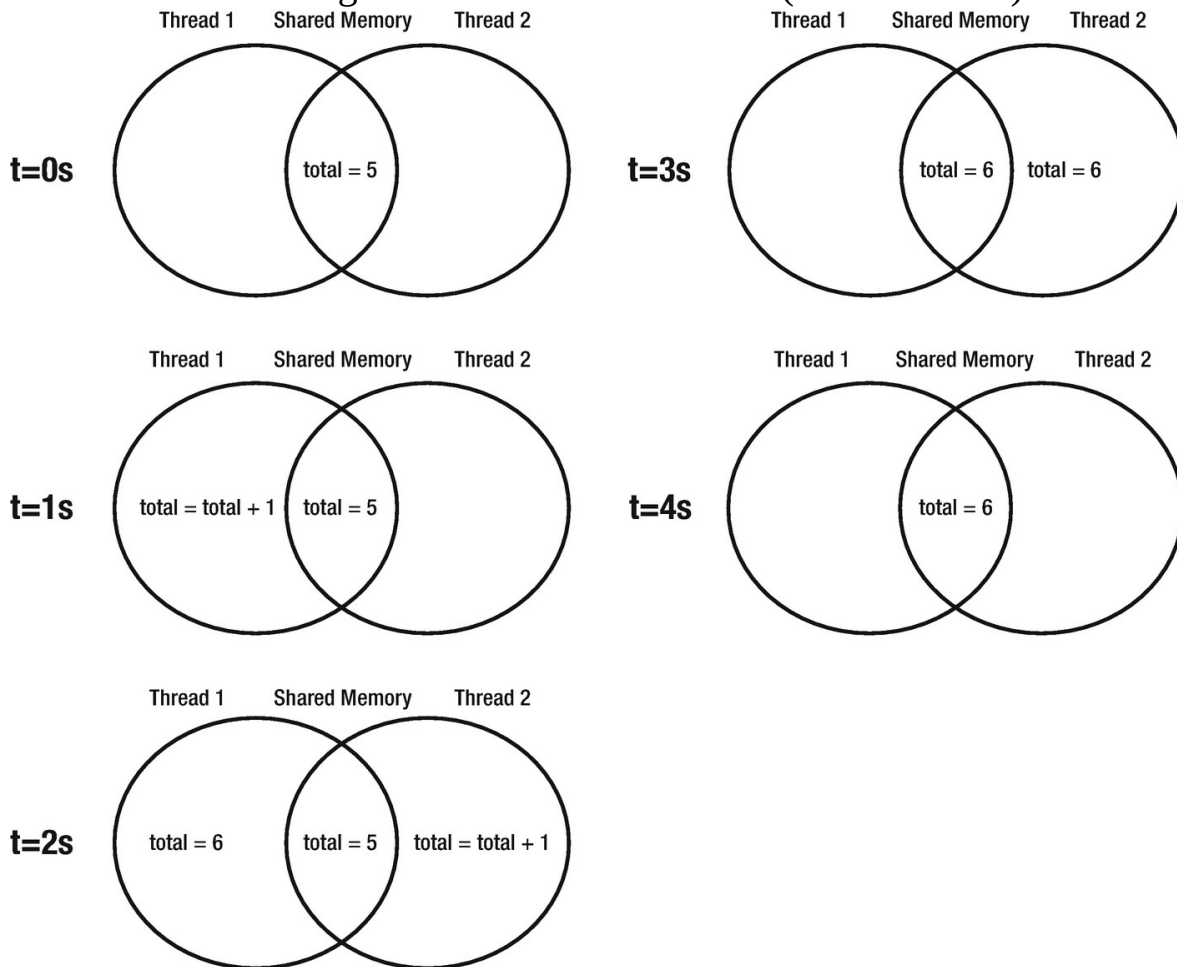 Thread 1 Shared Memory Thread 2
t=0s
total = 5
Thread 1 Shared Memory Thread 2
t=1s
total = total + 1 total = 5
Thread 1 Shared Memory Thread 2
t=2s
total = 6 total = 5 total = total + 1
Thread 1 Shared Memory Thread 2
t=3s
total = 6 total = 6
Thread 1 Shared Memory Thread 2
t=4s
total = 6